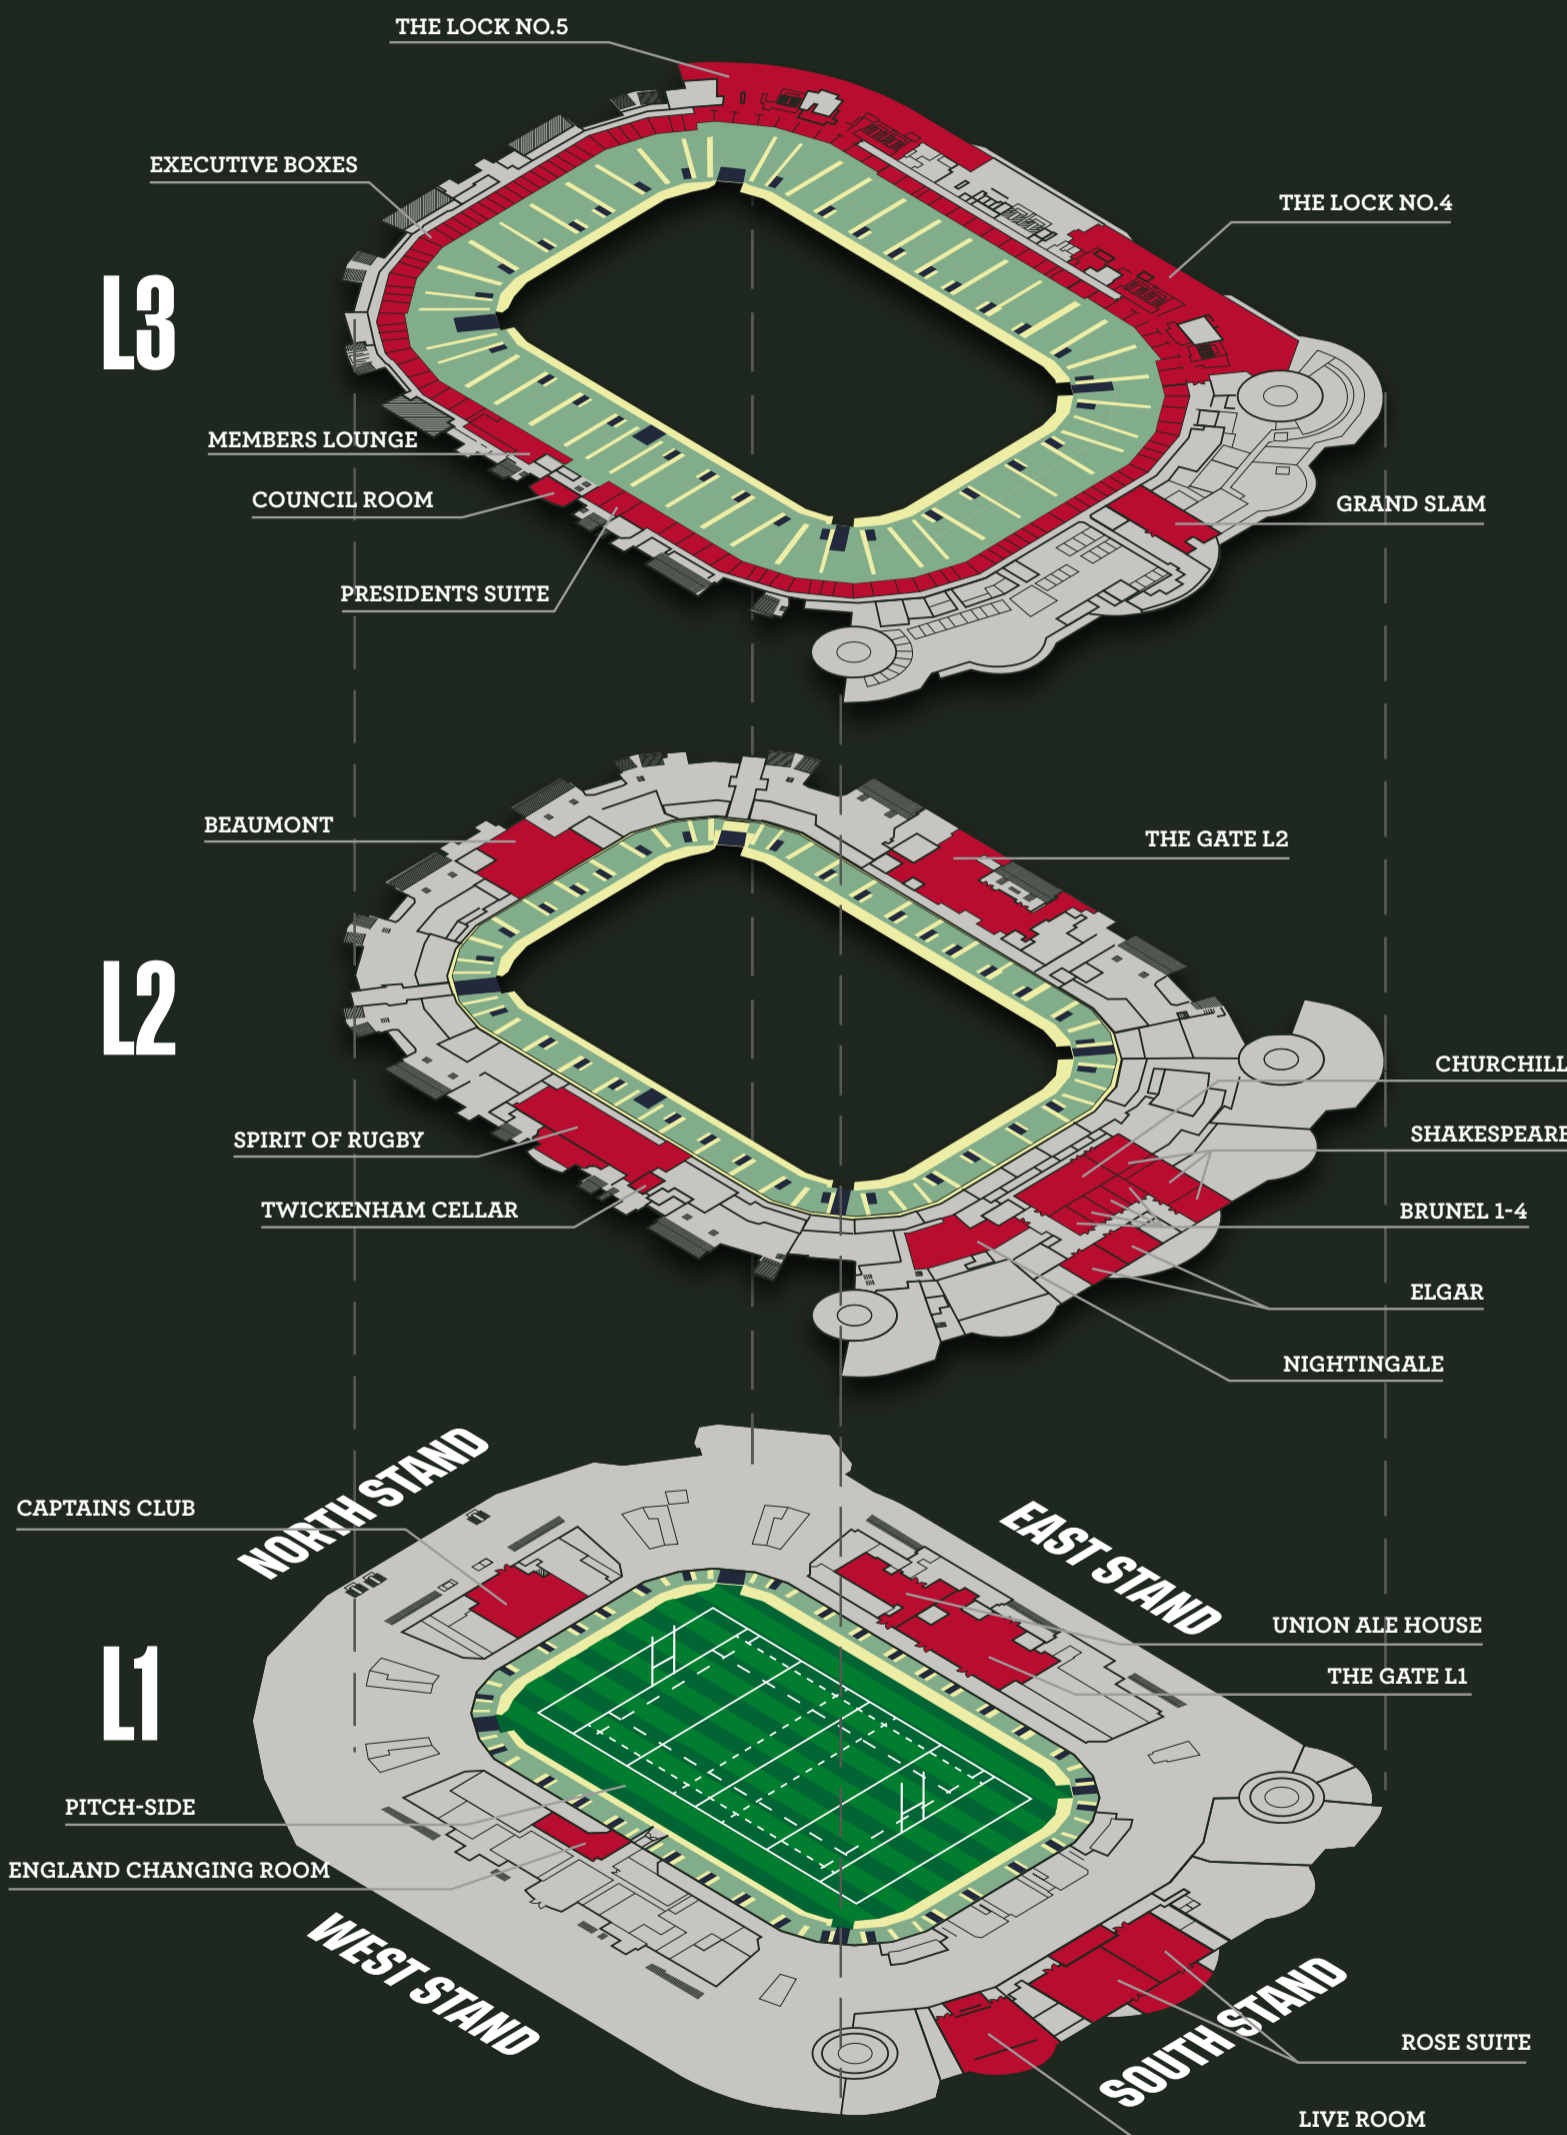 THE LOCK NO.5
EXECUTIVE BOXES
THE LOCK NO.4
L3
MEMBERS LOUNGE
COUNCIL ROOM
GRAND SLAM
PRESIDENTS SUITE
BEAUMONT
THE GATE L2
L2
CHURCHILL
SHAKESPEARE
SPIRIT OF RUGBY
TWICKENHAM CELLAR
BRUNEL 1-4
ELGAR
NIGHTINGALE
NORTH STAND
CAPTAINS CLUB
EAST STAND
UNION ALE HOUSE
THE GATE L1
L1
PITCH-SIDE
ENGLAND CHANGING ROOM
WEST STAND
SOUTH STAND
ROSE SUITE
LIVE ROOM